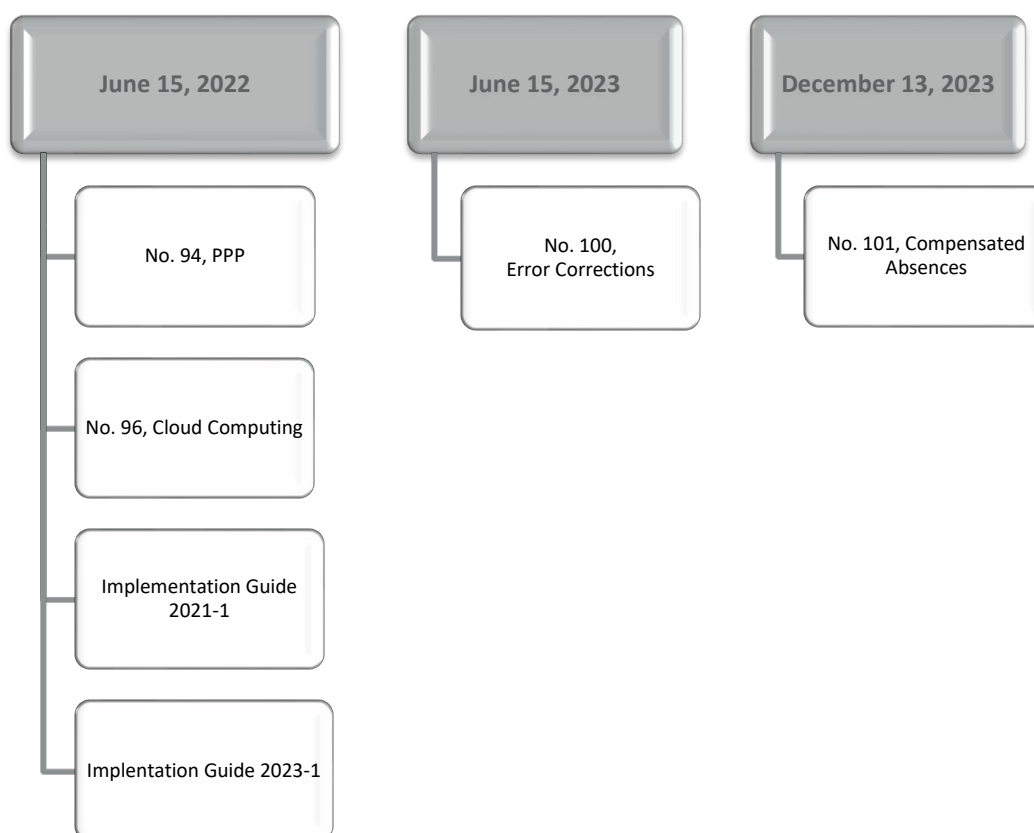 June 15, 2022
No. 94, PPP
No. 96, Cloud Computing
Implementation Guide
2021-1
Implentation Guide 2023-1
June 15, 2023
No. 100,
Error Corrections
December 13, 2023
No. 101, Compensated
Absences